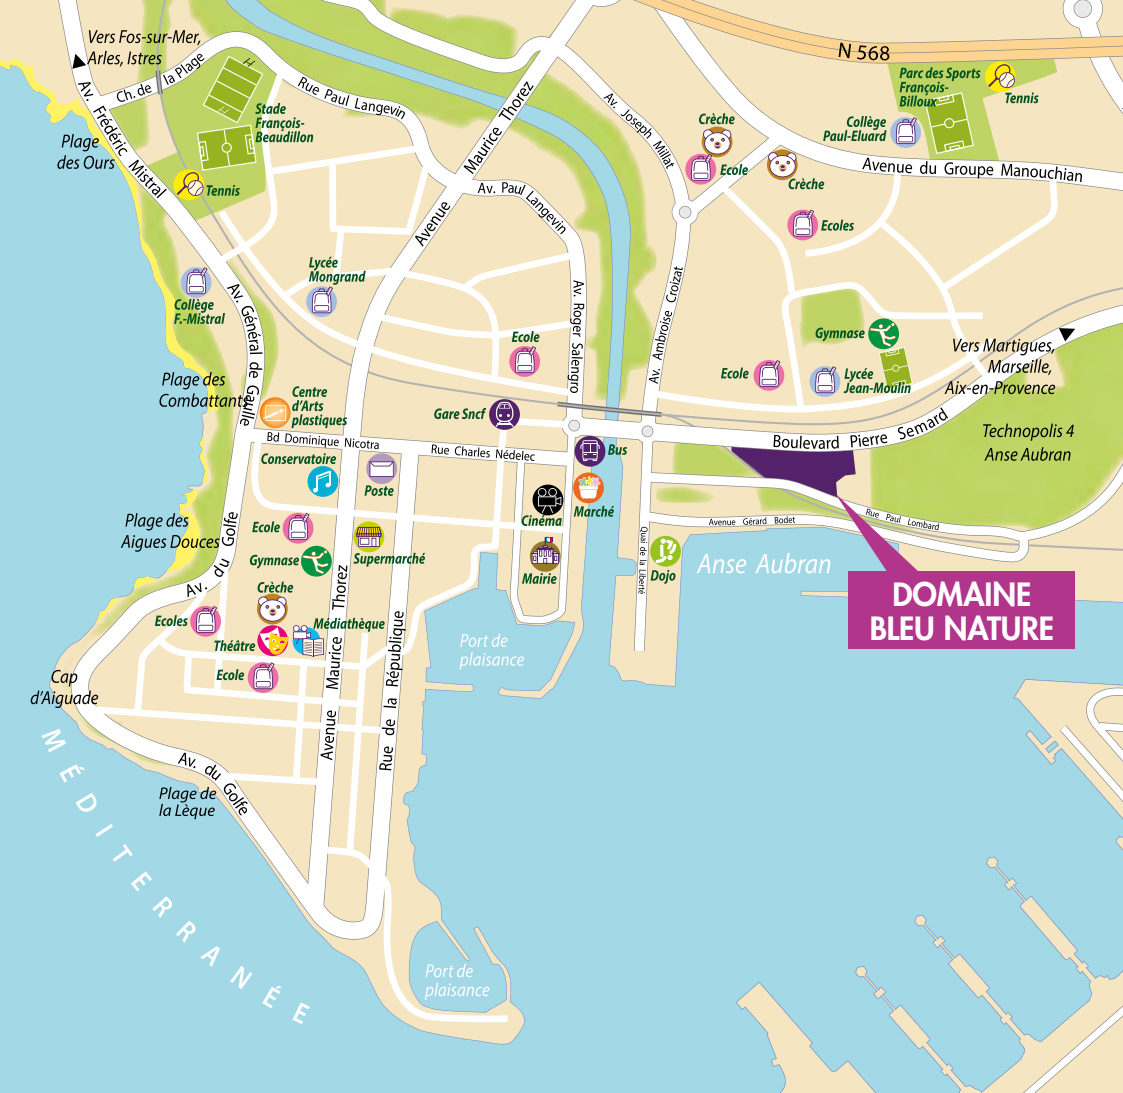 Vers Fos-sur-Mer,
Arles, Istres
Ch. de la Plage
Av. Frédéric Mistral
Plage
des Ours
Stade
François-
Beaudillon
Tennis
Rue Paul Langevin
Avenue Maurice Thorez
Av. Paul Langevin
Av. Joseph Millat
N 568
Parc des Sports
François-
Billoux
Tennis
Collège
Paul-Eluard
Crèche
Ecole
Crèche
Avenue du Groupe Manouchian
Ecoles
Collège
F.-Mistral
Lycée
Mongrand
Av. Général de Gaulle
Av. Roger Salengro
Av. Ambroise Croizat
Ecole
Gymnase
Ecole
Lycée
Jean-Moulin
Vers Martigues,
Marseille,
Aix-en-Provence
Plage des
Combattants
Centre
d'Arts
plastiques
Gare Sncf
Bd Dominique Nicotra
Rue Charles Nédelec
Boulevard Pierre Semard
Technopolis 4
Anse Aubran
Conservatoire
Poste
Bus
Marché
Cinéma
Mairie
Rue Paul Lombard
Avenue Gérard Bodet
Quai de la Liberté
Dojo
Anse Aubran
Plage des
Aigues Douces
Ecole
Gymnase
Supermarché
Av. du Golfe
Crèche
Ecoles
Théâtre
Médiathèque
Ecole
Avenue Maurice Thorez
Rue de la République
Port de
plaisance
DOMAINE
BLEU NATURE
Cap
d'Aiguade
Av. du Golfe
Plage de
la Lèque
MÉDITERRANÉE
Port de
plaisance